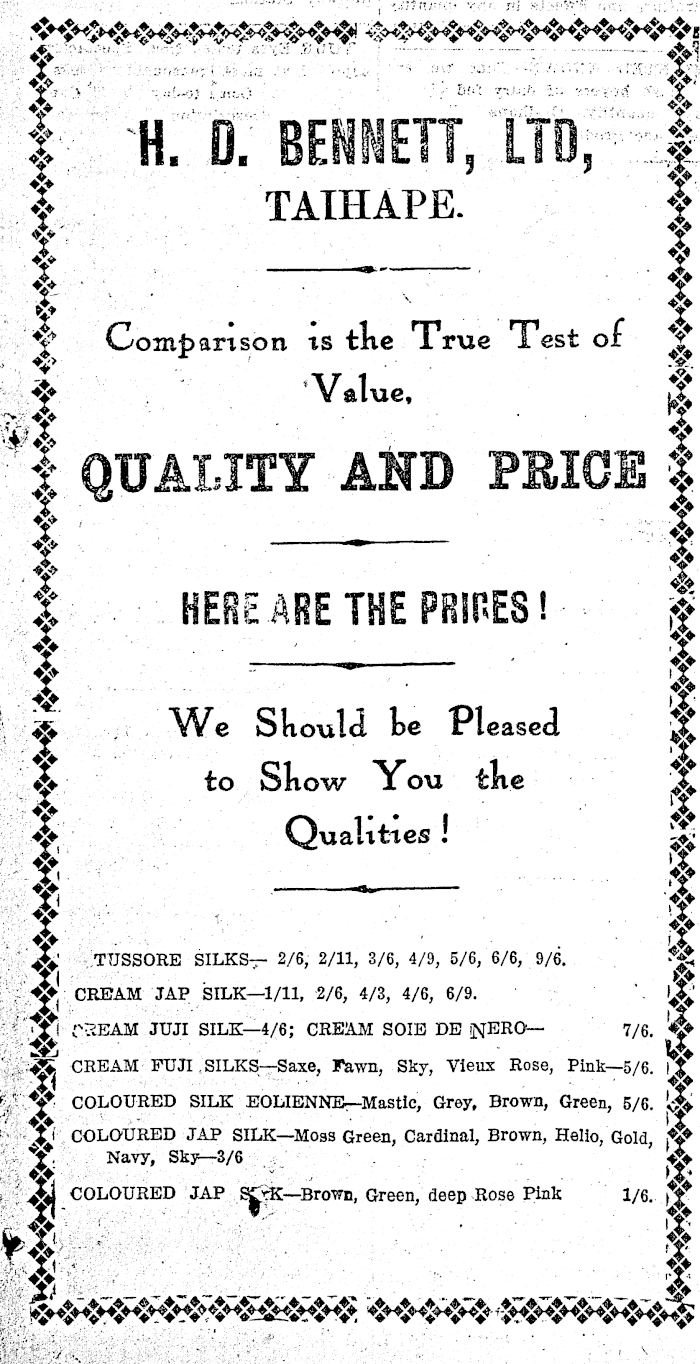 H. D. BENNETT, LTD,
TAIHAPE.
Comparison is the True Test of
Value.
QUALITY AND PRICE
HERE ARE THE PRICES!
We Should be Pleased
to Show You the
Qualities!
TUSSORE SILKS— 2/6, 2/11, 3/6, 4/9, 5/6, 6/6, 9/6.
CREAM JAP SILK—1/11, 2/6, 4/3, 4/6, 6/9.
CREAM JUJI SILK—4/6; CREAM SOIE DE NERO— 7/6.
CREAM FUJI SILKS—Saxe, Fawn, Sky, Vieux Rose, Pink—5/6.
COLOURED SILK EOLIENNE—Mastic, Grey, Brown, Green, 5/6.
COLOURED JAP SILK—Moss Green, Cardinal, Brown, Helio, Gold,
Navy, Sky—3/6
COLOURED JAP SILK—Brown, Green, deep Rose Pink 1/6.